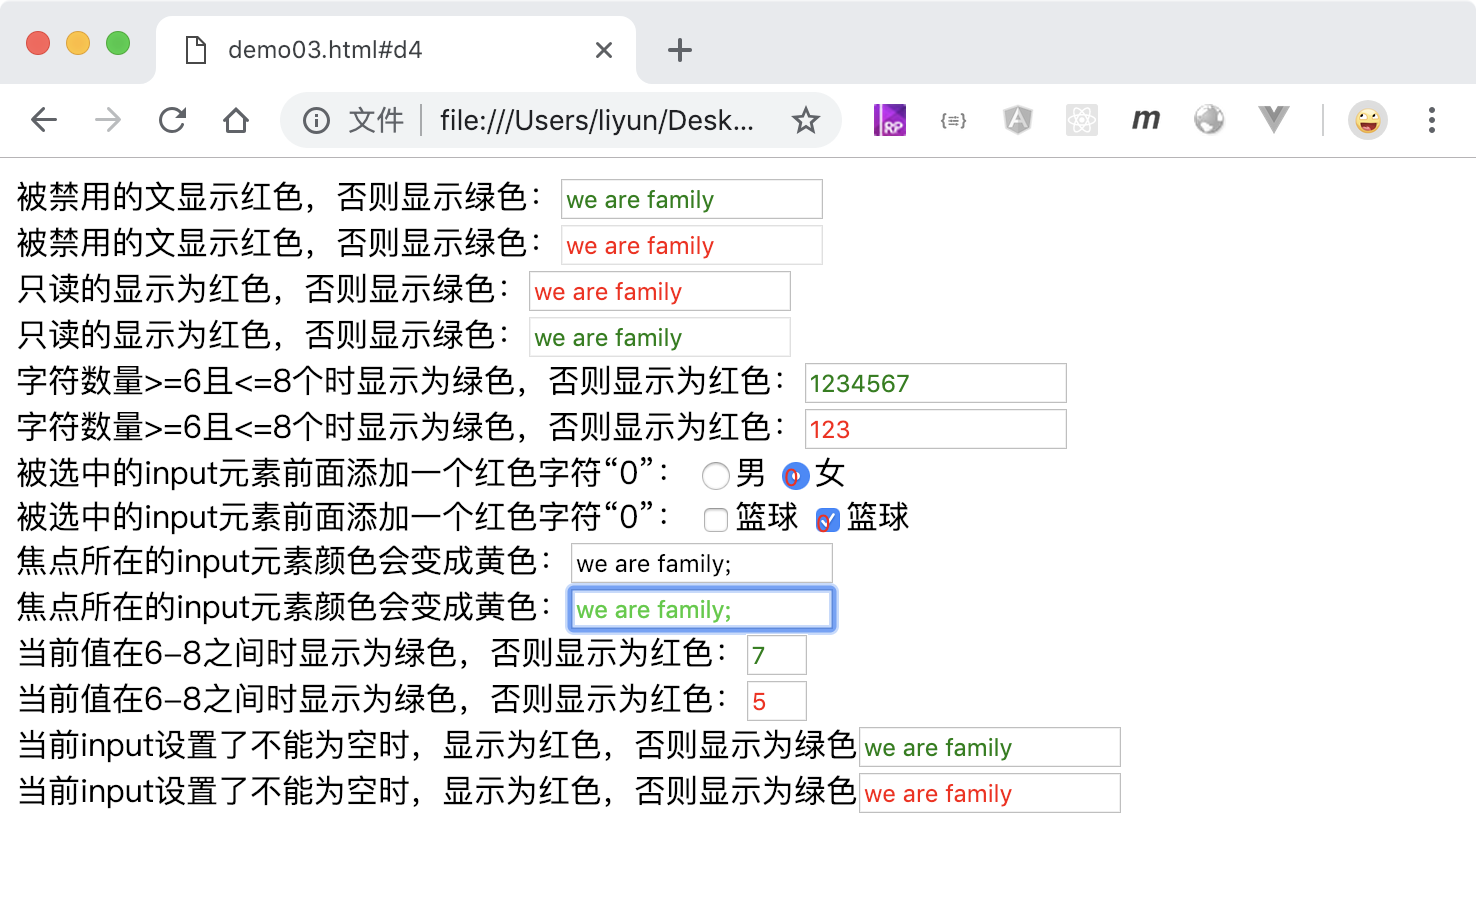 demo03.html#d4
文件 file:///Users/liyun/Desk...
RP {≡} A m
被禁用的文显示红色，否则显示绿色： we are family
被禁用的文显示红色，否则显示绿色： we are family
只读的显示为红色，否则显示绿色： we are family
只读的显示为红色，否则显示绿色： we are family
字符数量>=6且<=8个时显示为绿色，否则显示为红色： 1234567
字符数量>=6且<=8个时显示为绿色，否则显示为红色： 123
被选中的input元素前面添加一个红色字符“0”： 男 0 女
被选中的input元素前面添加一个红色字符“0”： 篮球 0 篮球
焦点所在的input元素颜色会变成黄色： we are family;
焦点所在的input元素颜色会变成黄色： we are family;
当前值在6-8之间时显示为绿色，否则显示为红色： 7
当前值在6-8之间时显示为绿色，否则显示为红色： 5
当前input设置了不能为空时，显示为红色，否则显示为绿色 we are family
当前input设置了不能为空时，显示为红色，否则显示为绿色 we are family